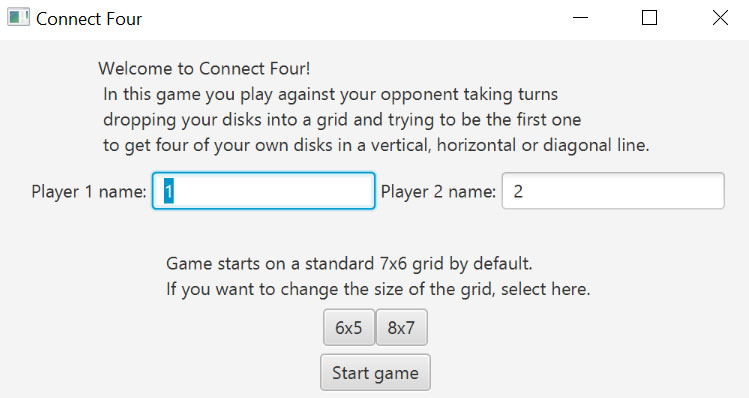 Connect Four
Welcome to Connect Four!
In this game you play against your opponent taking turns
dropping your disks into a grid and trying to be the first one
to get four of your own disks in a vertical, horizontal or diagonal line.
Player 1 name: 1 Player 2 name: 2
Game starts on a standard 7x6 grid by default.
If you want to change the size of the grid, select here.
6x5 8x7
Start game